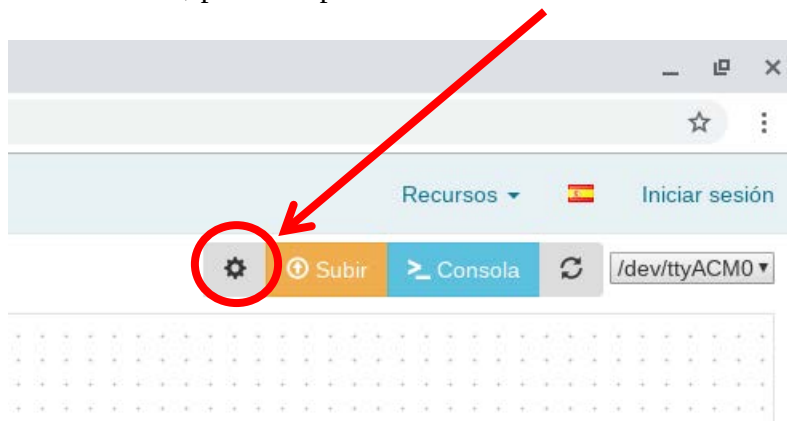 Recursos Iniciar sesión
Subir >_ Consola /dev/ttyACM0